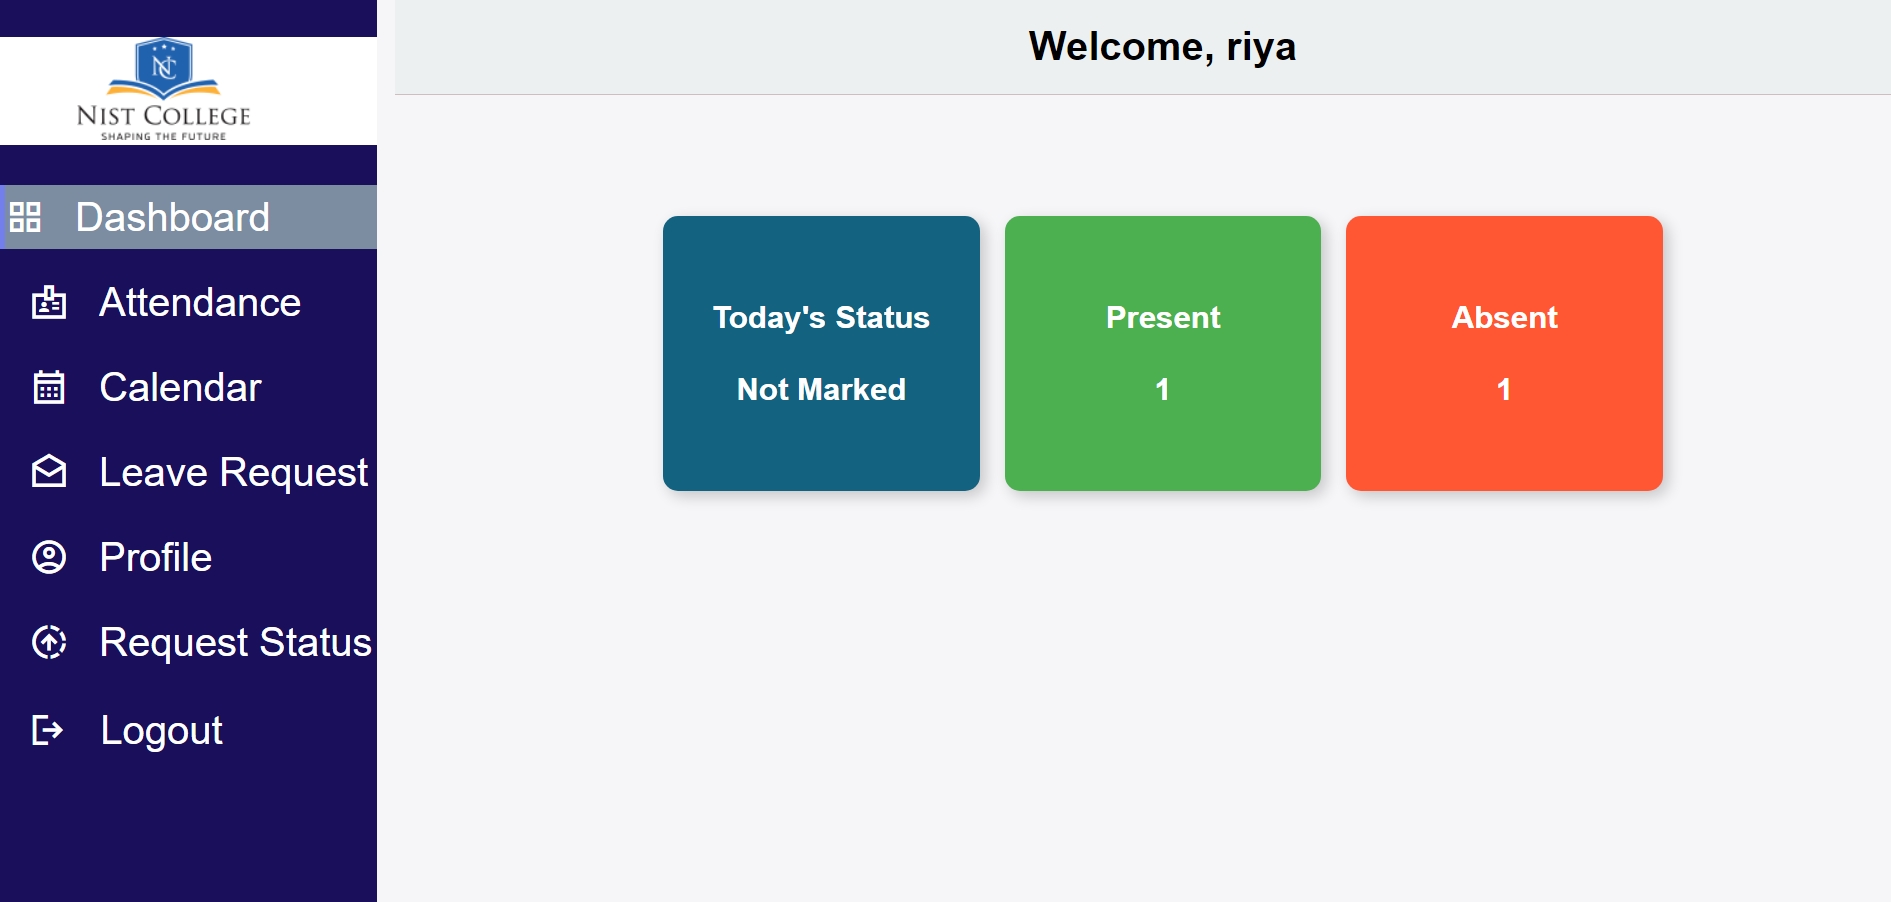 NC
NIST COLLEGE
SHAPING THE FUTURE
Dashboard
Attendance
Calendar
Leave Request
Profile
Request Status
Logout
Welcome, riya
Today's Status
Not Marked
Present
1
Absent
1